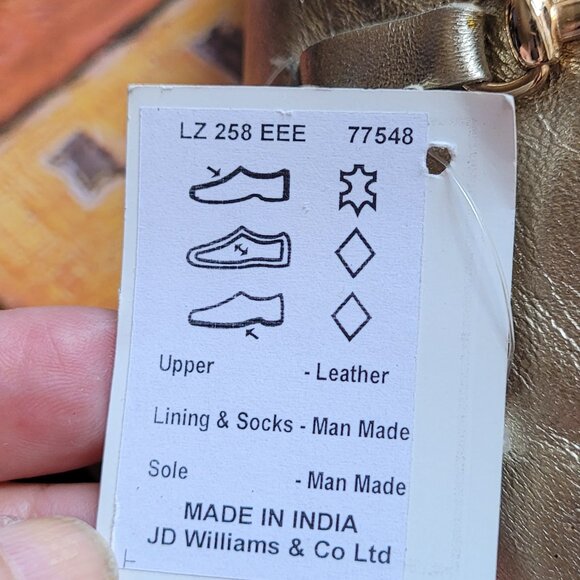 LZ 258 EEE 77548
Upper - Leather
Lining & Socks - Man Made
Sole - Man Made
MADE IN INDIA
JD Williams & Co Ltd